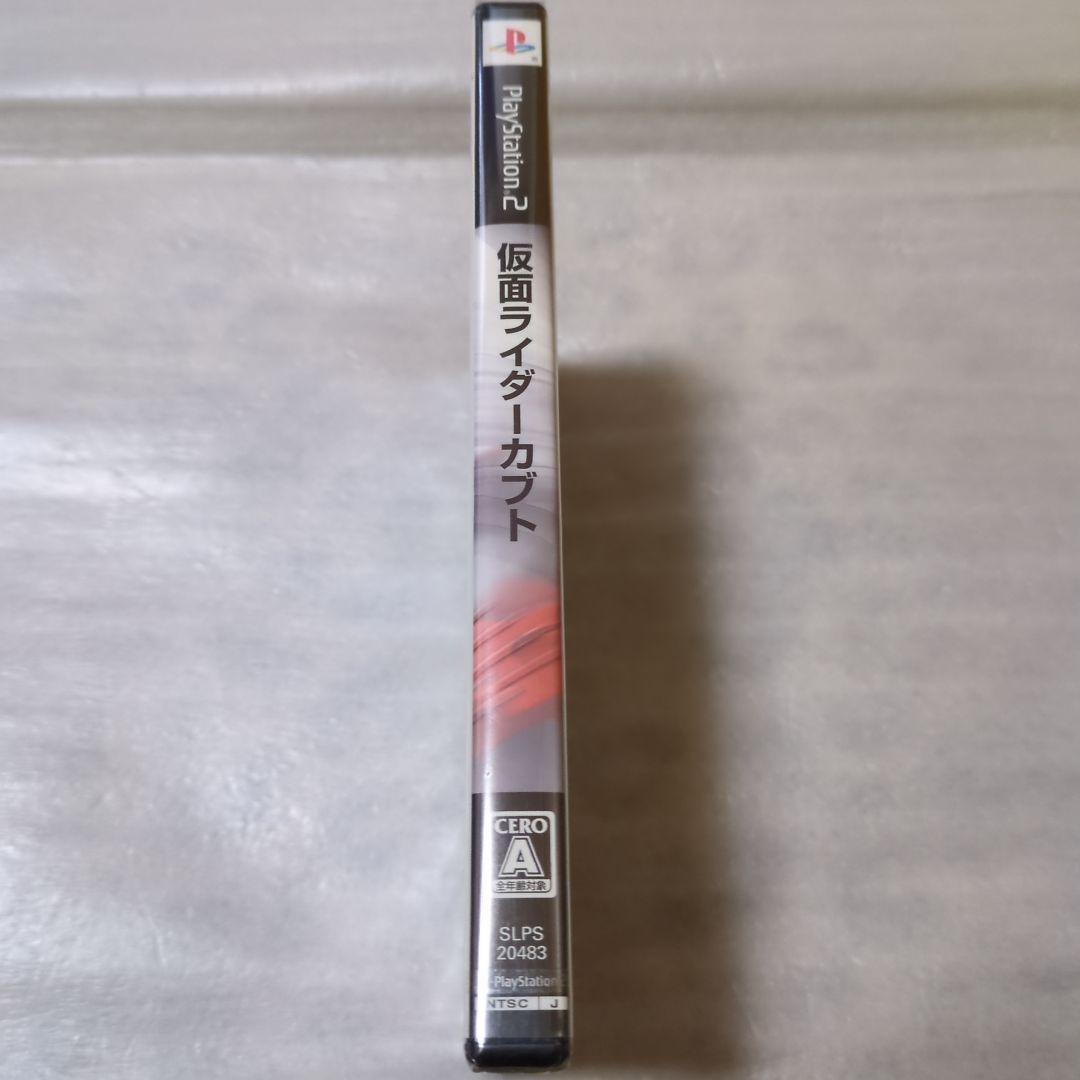 PlayStation®2
仮面ライダーカブト
CERO
A
全年齢対象
SLPS
20483
PlayStation
NTSC J